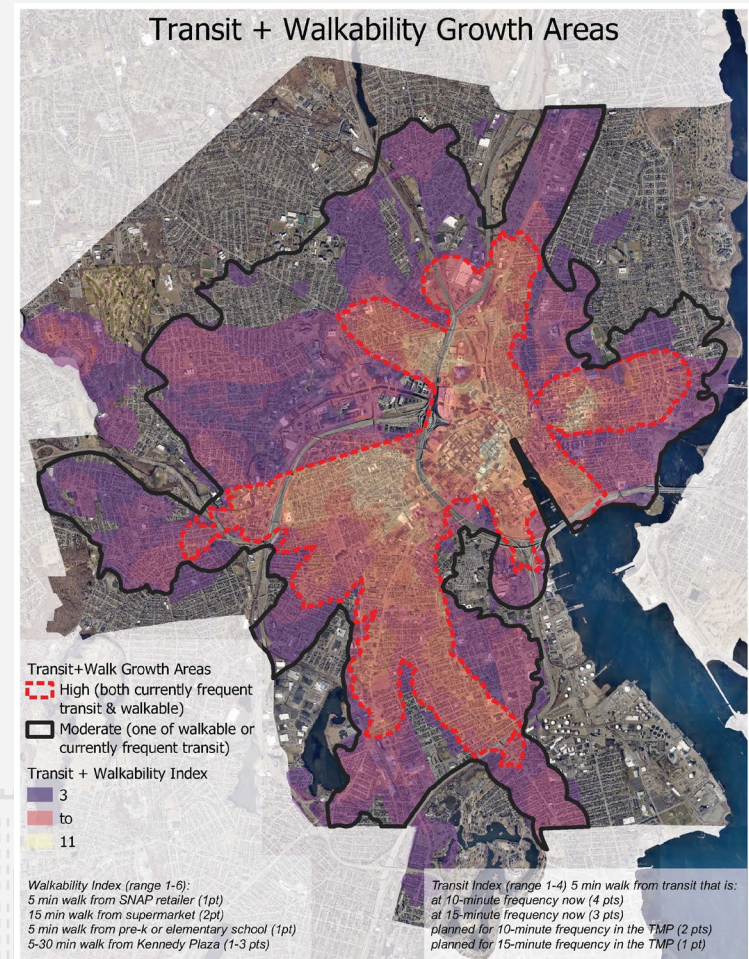 Transit + Walkability Growth Areas
Transit+Walk Growth Areas
High (both currently frequent
transit & walkable)
Moderate (one of walkable or
currently frequent transit)
Transit + Walkability Index
3
to
11
Walkability Index (range 1-6):
5 min walk from SNAP retailer (1pt)
15 min walk from supermarket (2pt)
5 min walk from pre-k or elementary school (1pt)
5-30 min walk from Kennedy Plaza (1-3 pts)
Transit Index (range 1-4) 5 min walk from transit that is:
at 10-minute frequency now (4 pts)
at 15-minute frequency now (3 pts)
planned for 10-minute frequency in the TMP (2 pts)
planned for 15-minute frequency in the TMP (1 pt)